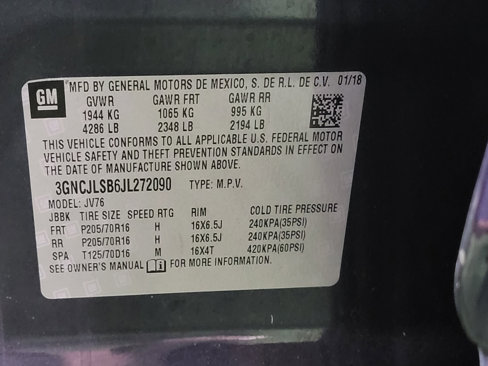 GM
MFD BY GENERAL MOTORS DE MEXICO, S. DE R.L. DE C.V. 01/18
GVWR GAWR FRT GAWR RR
1944 KG 1065 KG 995 KG
4286 LB 2348 LB 2194 LB
THIS VEHICLE CONFORMS TO ALL APPLICABLE U.S. FEDERAL MOTOR
VEHICLE SAFETY AND THEFT PREVENTION STANDARDS IN EFFECT ON
THE DATE OF MANUFACTURE SHOWN ABOVE.
3GNCJLSB6JL272090 TYPE: M.P.V.
MODEL: JV76
JBBK TIRE SIZE SPEED RTG RIM COLD TIRE PRESSURE
FRT P205/70R16 H 16X6.5J 240KPA(35PSI)
RR P205/70R16 H 16X6.5J 240KPA(35PSI)
SPA T125/70D16 M 16X4T 420KPA(60PSI)
SEE OWNER'S MANUAL FOR MORE INFORMATION.